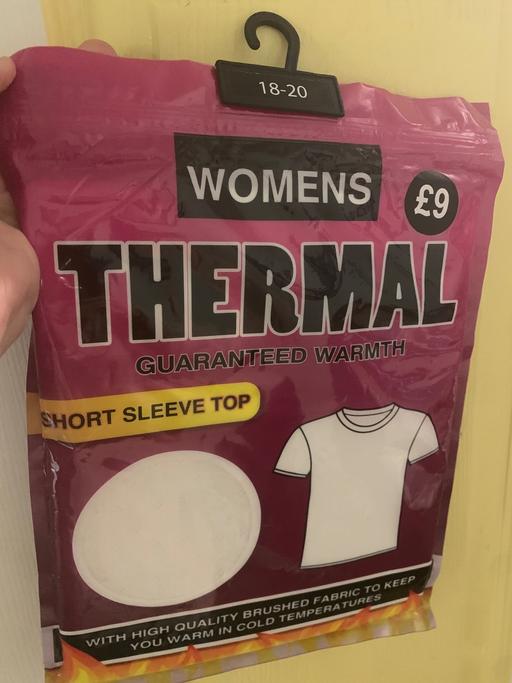 18-20
WOMENS
£9
THERMAL
GUARANTEED WARMTH
SHORT SLEEVE TOP
WITH HIGH QUALITY BRUSHED FABRIC TO KEEP
YOU WARM IN COLD TEMPERATURES